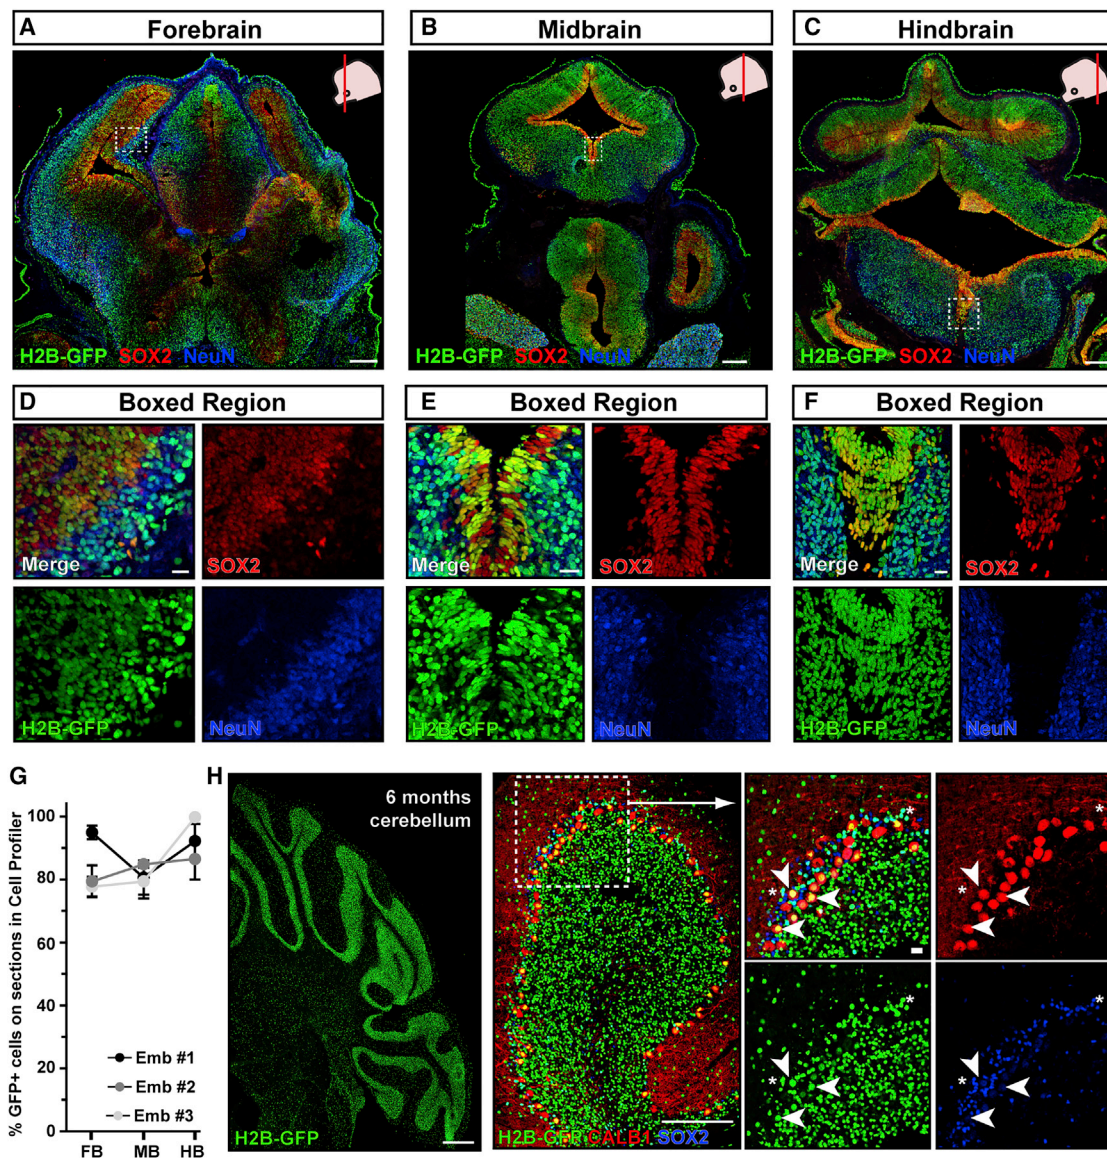 A
Forebrain
B
Midbrain
C
Hindbrain
H2B-GFP SOX2 NeuN
H2B-GFP SOX2 NeuN
H2B-GFP SOX2 NeuN
D
Boxed Region
E
Boxed Region
F
Boxed Region
Merge
SOX2
Merge
SOX2
Merge
SOX2
H2B-GFP
NeuN
H2B-GFP
NeuN
H2B-GFP
NeuN
G
% GFP+ cells on sections in Cell Profiler
100
80
60
40
20
0
Emb #1
Emb #2
Emb #3
FB MB HB
H
6 months
cerebellum
H2B-GFP
H2B-GFP CALB1 SOX2
*
*
*
*
*
*
*
*